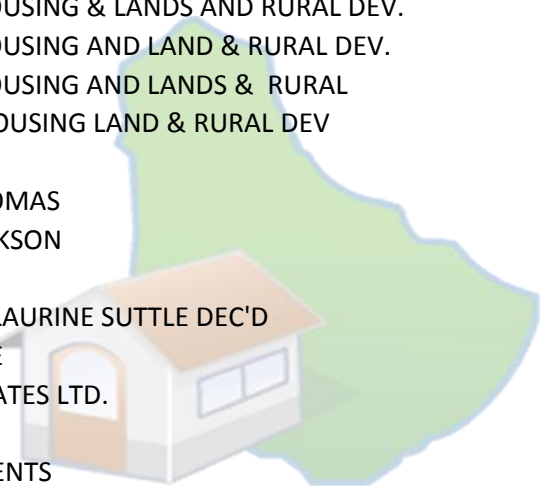 OUSING & LANDS AND RURAL DEV.
OUSING AND LAND & RURAL DEV.
OUSING AND LANDS &  RURAL
OUSING LAND & RURAL DEV
OMAS
KSON
LAURINE SUTTLE DEC'D
E
ATES LTD.
ENTS